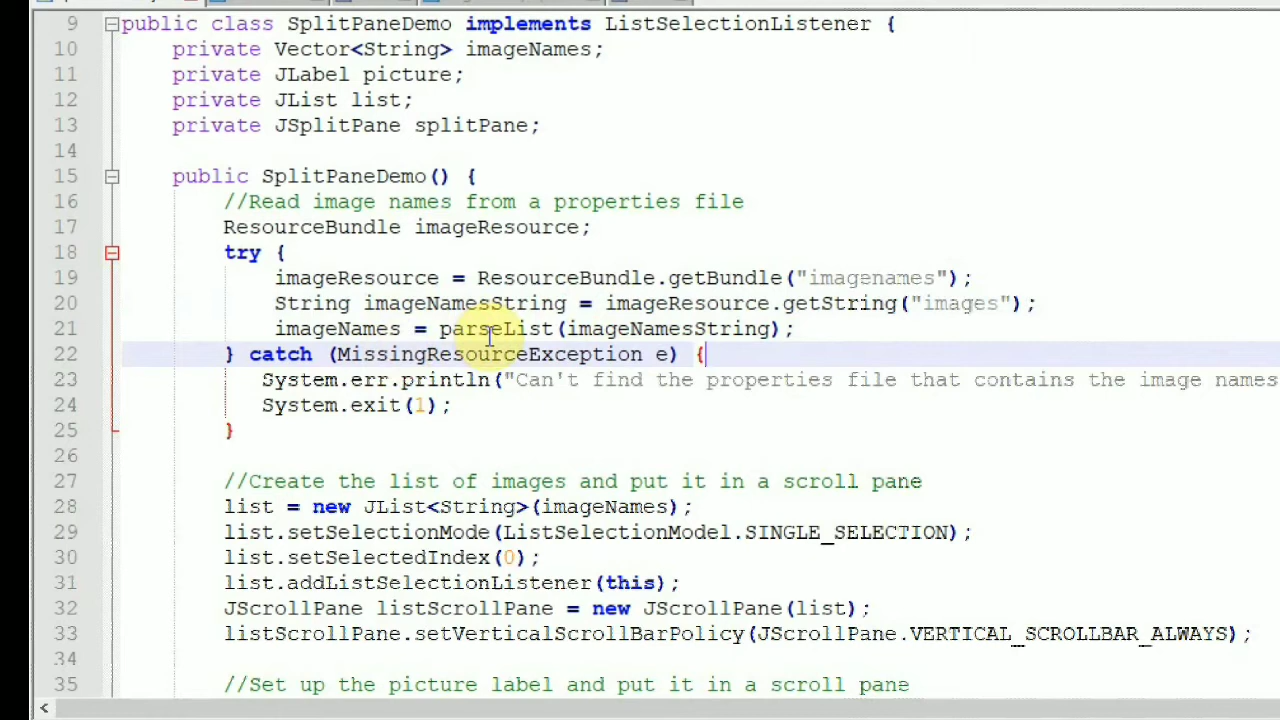 9 public class SplitPaneDemo implements ListSelectionListener {
10 private Vector<String> imageNames;
11 private JLabel picture;
12 private JList list;
13 private JSplitPane splitPane;
14
15 public SplitPaneDemo() {
16 //Read image names from a properties file
17 ResourceBundle imageResource;
18 try {
19 imageResource = ResourceBundle.getBundle("imagenames");
20 String imageNamesString = imageResource.getString("images");
21 imageNames = parseList(imageNamesString);
22 } catch (MissingResourceException e) {
23 System.err.println("Can't find the properties file that contains the image names
24 System.exit(1);
25 }
26
27 //Create the list of images and put it in a scroll pane
28 list = new JList<String>(imageNames);
29 list.setSelectionMode(ListSelectionModel.SINGLE_SELECTION);
30 list.setSelectedIndex(0);
31 list.addListSelectionListener(this);
32 JScrollPane listScrollPane = new JScrollPane(list);
33 listScrollPane.setVerticalScrollBarPolicy(JScrollPane.VERTICAL_SCROLLBAR_ALWAYS);
34
35 //Set up the picture label and put it in a scroll pane